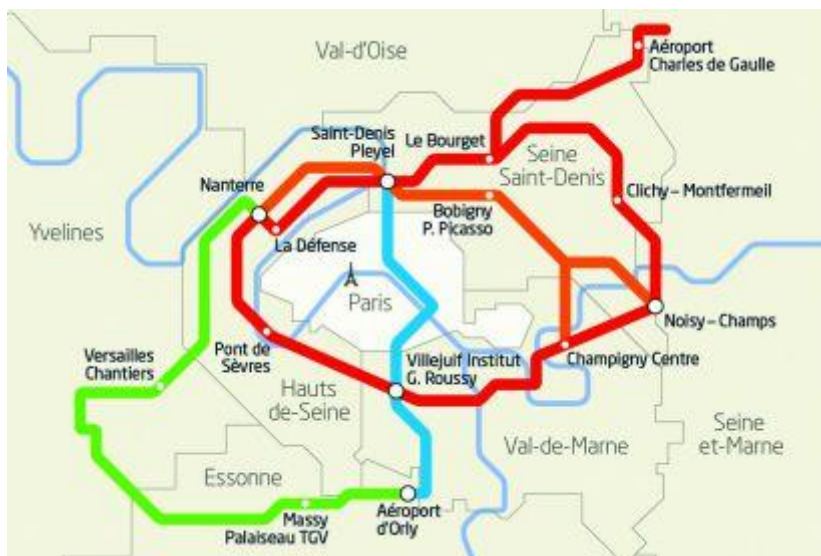 Val-d'Oise
Aéroport
Charles de Gaulle
Saint-Denis
Pleyel
Le Bourget
Seine
Saint-Denis
Nanterre
Clichy – Montfermeil
Bobigny
P. Picasso
Yvelines
La Défense
Paris
Noisy – Champs
Pont de
Sèvres
Versailles
Chantiers
Villejuif Institut
G. Roussy
Champigny Centre
Hauts
de-Seine
Val-de-Marne
Seine
et-Marne
Essonne
Massy
Palaiseau TGV
Aéroport
d'Orly